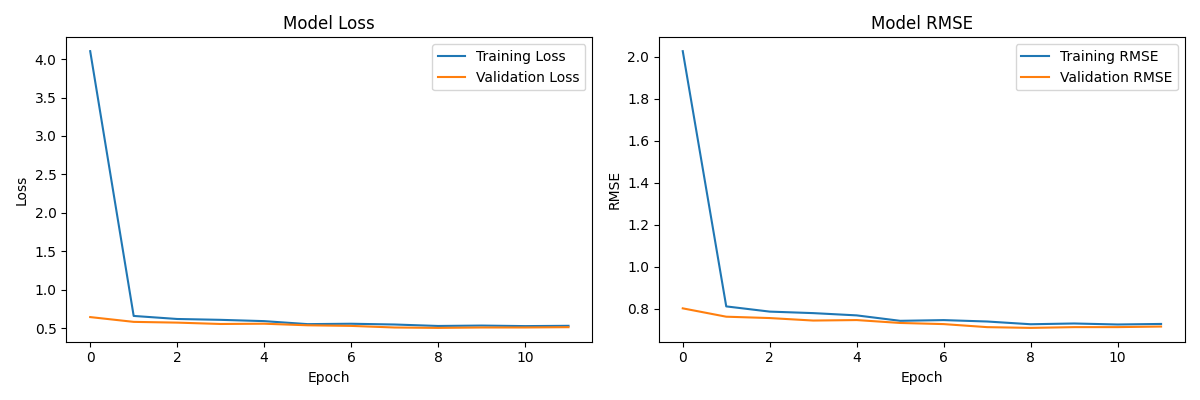 Model Loss
4.0
3.5
3.0
2.5
2.0
1.5
1.0
0.5
Loss
0 2 4 6 8 10
Epoch
Training Loss
Validation Loss
Model RMSE
2.0
1.8
1.6
1.4
1.2
1.0
0.8
RMSE
0 2 4 6 8 10
Epoch
Training RMSE
Validation RMSE